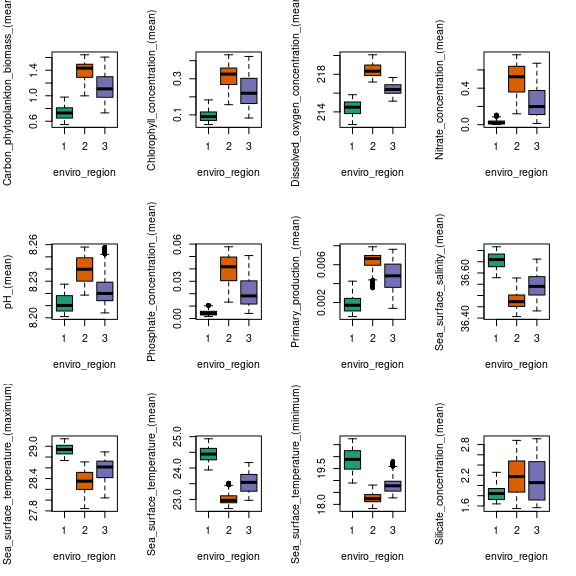 Carbon_phytoplankton_biomass_(mean
0.6 1.0 1.4
1 2 3
enviro_region
Chlorophyll_concentration_(mean)
0.1 0.3
1 2 3
enviro_region
Dissolved_oxygen_concentration_(mean)
214 218
1 2 3
enviro_region
Nitrate_concentration_(mean)
0.0 0.4
1 2 3
enviro_region
pH_(mean)
8.20 8.23 8.26
1 2 3
enviro_region
Phosphate_concentration_(mean)
0.00 0.03 0.06
1 2 3
enviro_region
Primary_production_(mean)
0.002 0.006
1 2 3
enviro_region
Sea_surface_salinity_(mean)
36.40 36.60
1 2 3
enviro_region
Sea_surface_temperature_(maximum)
27.8 28.4 29.0
1 2 3
enviro_region
Sea_surface_temperature_(mean)
23.0 24.0 25.0
1 2 3
enviro_region
Sea_surface_temperature_(minimum)
18.0 19.5
1 2 3
enviro_region
Silicate_concentration_(mean)
1.6 2.2 2.8
1 2 3
enviro_region